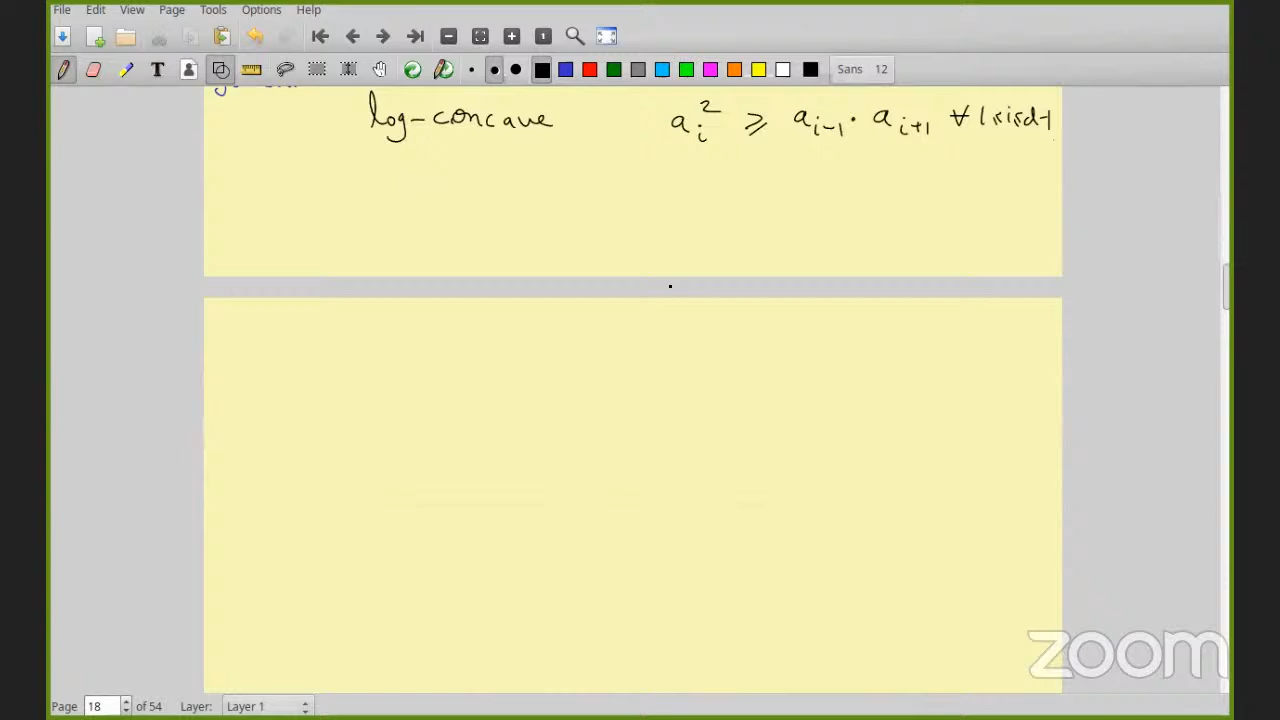 File Edit View Page Tools Options Help
Sans 12
log-concave a_i^2 ⩾ a_{i-1} · a_{i+1} ∀ 1⩽i⩽d-1
zoom
Page 18 of 54 Layer: Layer 1